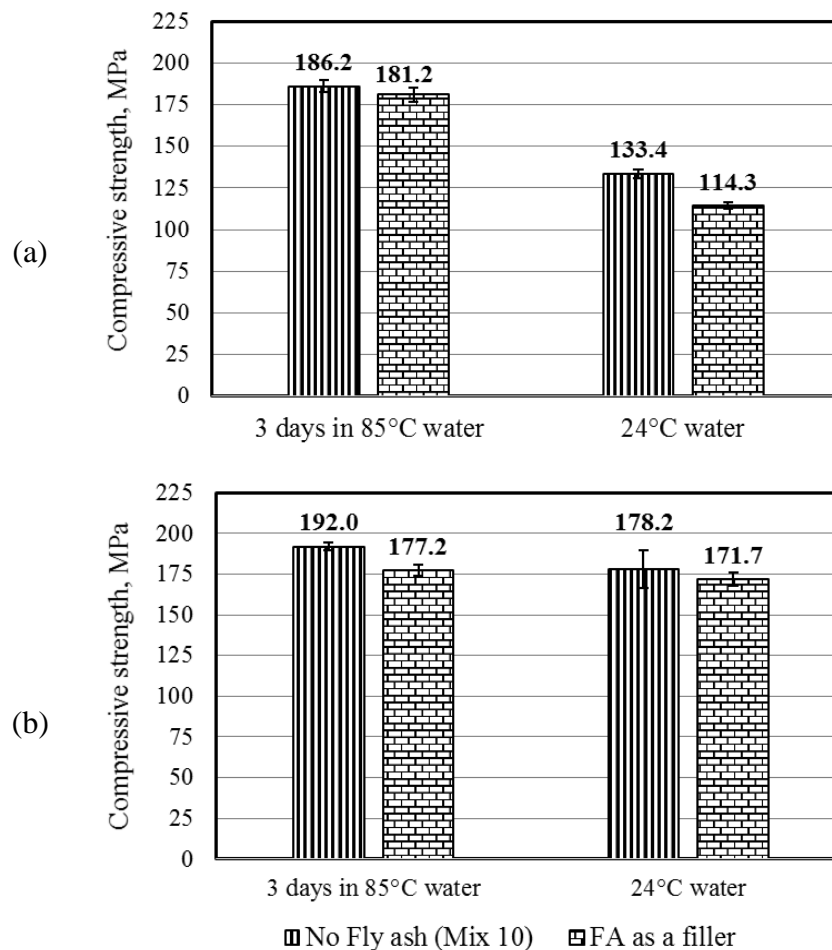 (a)
Compressive strength, MPa
225
200
175
150
125
100
75
50
25
0
186.2
181.2
133.4
114.3
3 days in 85°C water
24°C water
(b)
Compressive strength, MPa
225
200
175
150
125
100
75
50
25
0
192.0
177.2
178.2
171.7
3 days in 85°C water
24°C water
No Fly ash (Mix 10)
FA as a filler